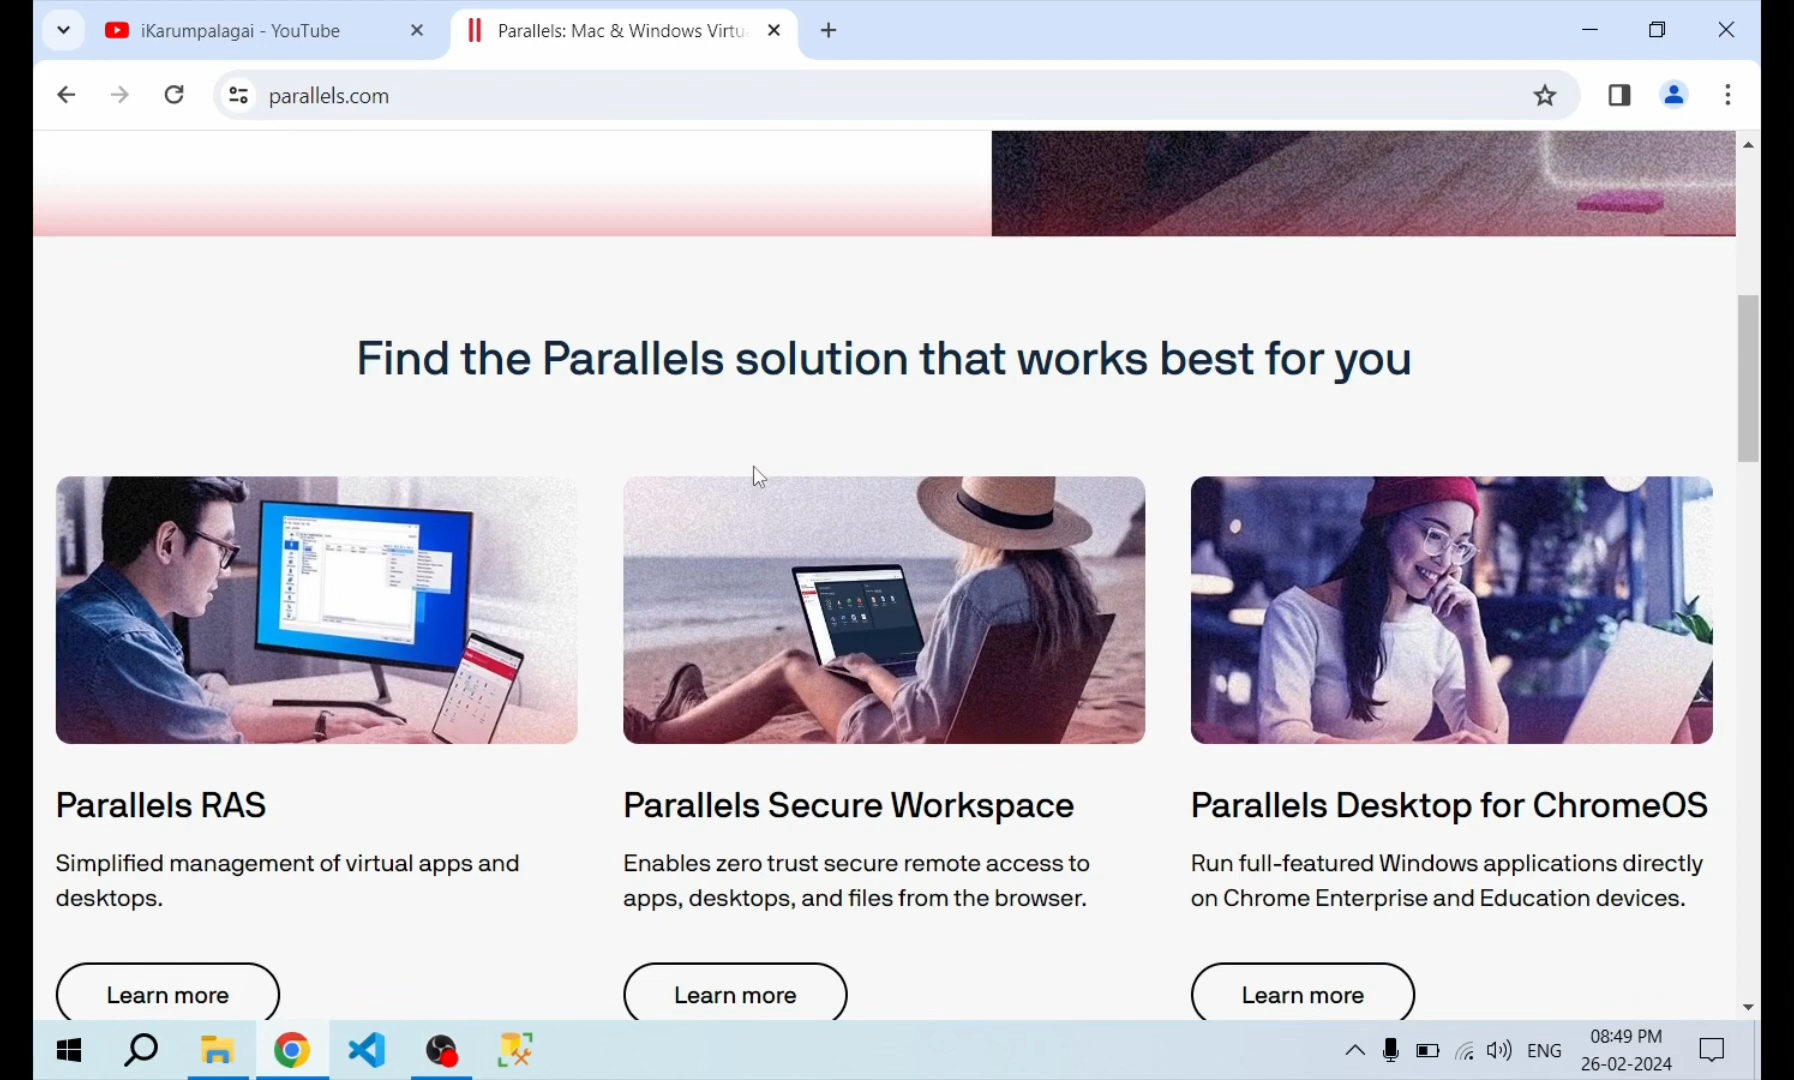 iKarumpalagai - YouTube
Parallels: Mac & Windows Virtu
parallels.com
Find the Parallels solution that works best for you
Parallels RAS
Simplified management of virtual apps and
desktops.
Learn more
Parallels Secure Workspace
Enables zero trust secure remote access to
apps, desktops, and files from the browser.
Learn more
Parallels Desktop for ChromeOS
Run full-featured Windows applications directly
on Chrome Enterprise and Education devices.
Learn more
ENG
08:49 PM
26-02-2024